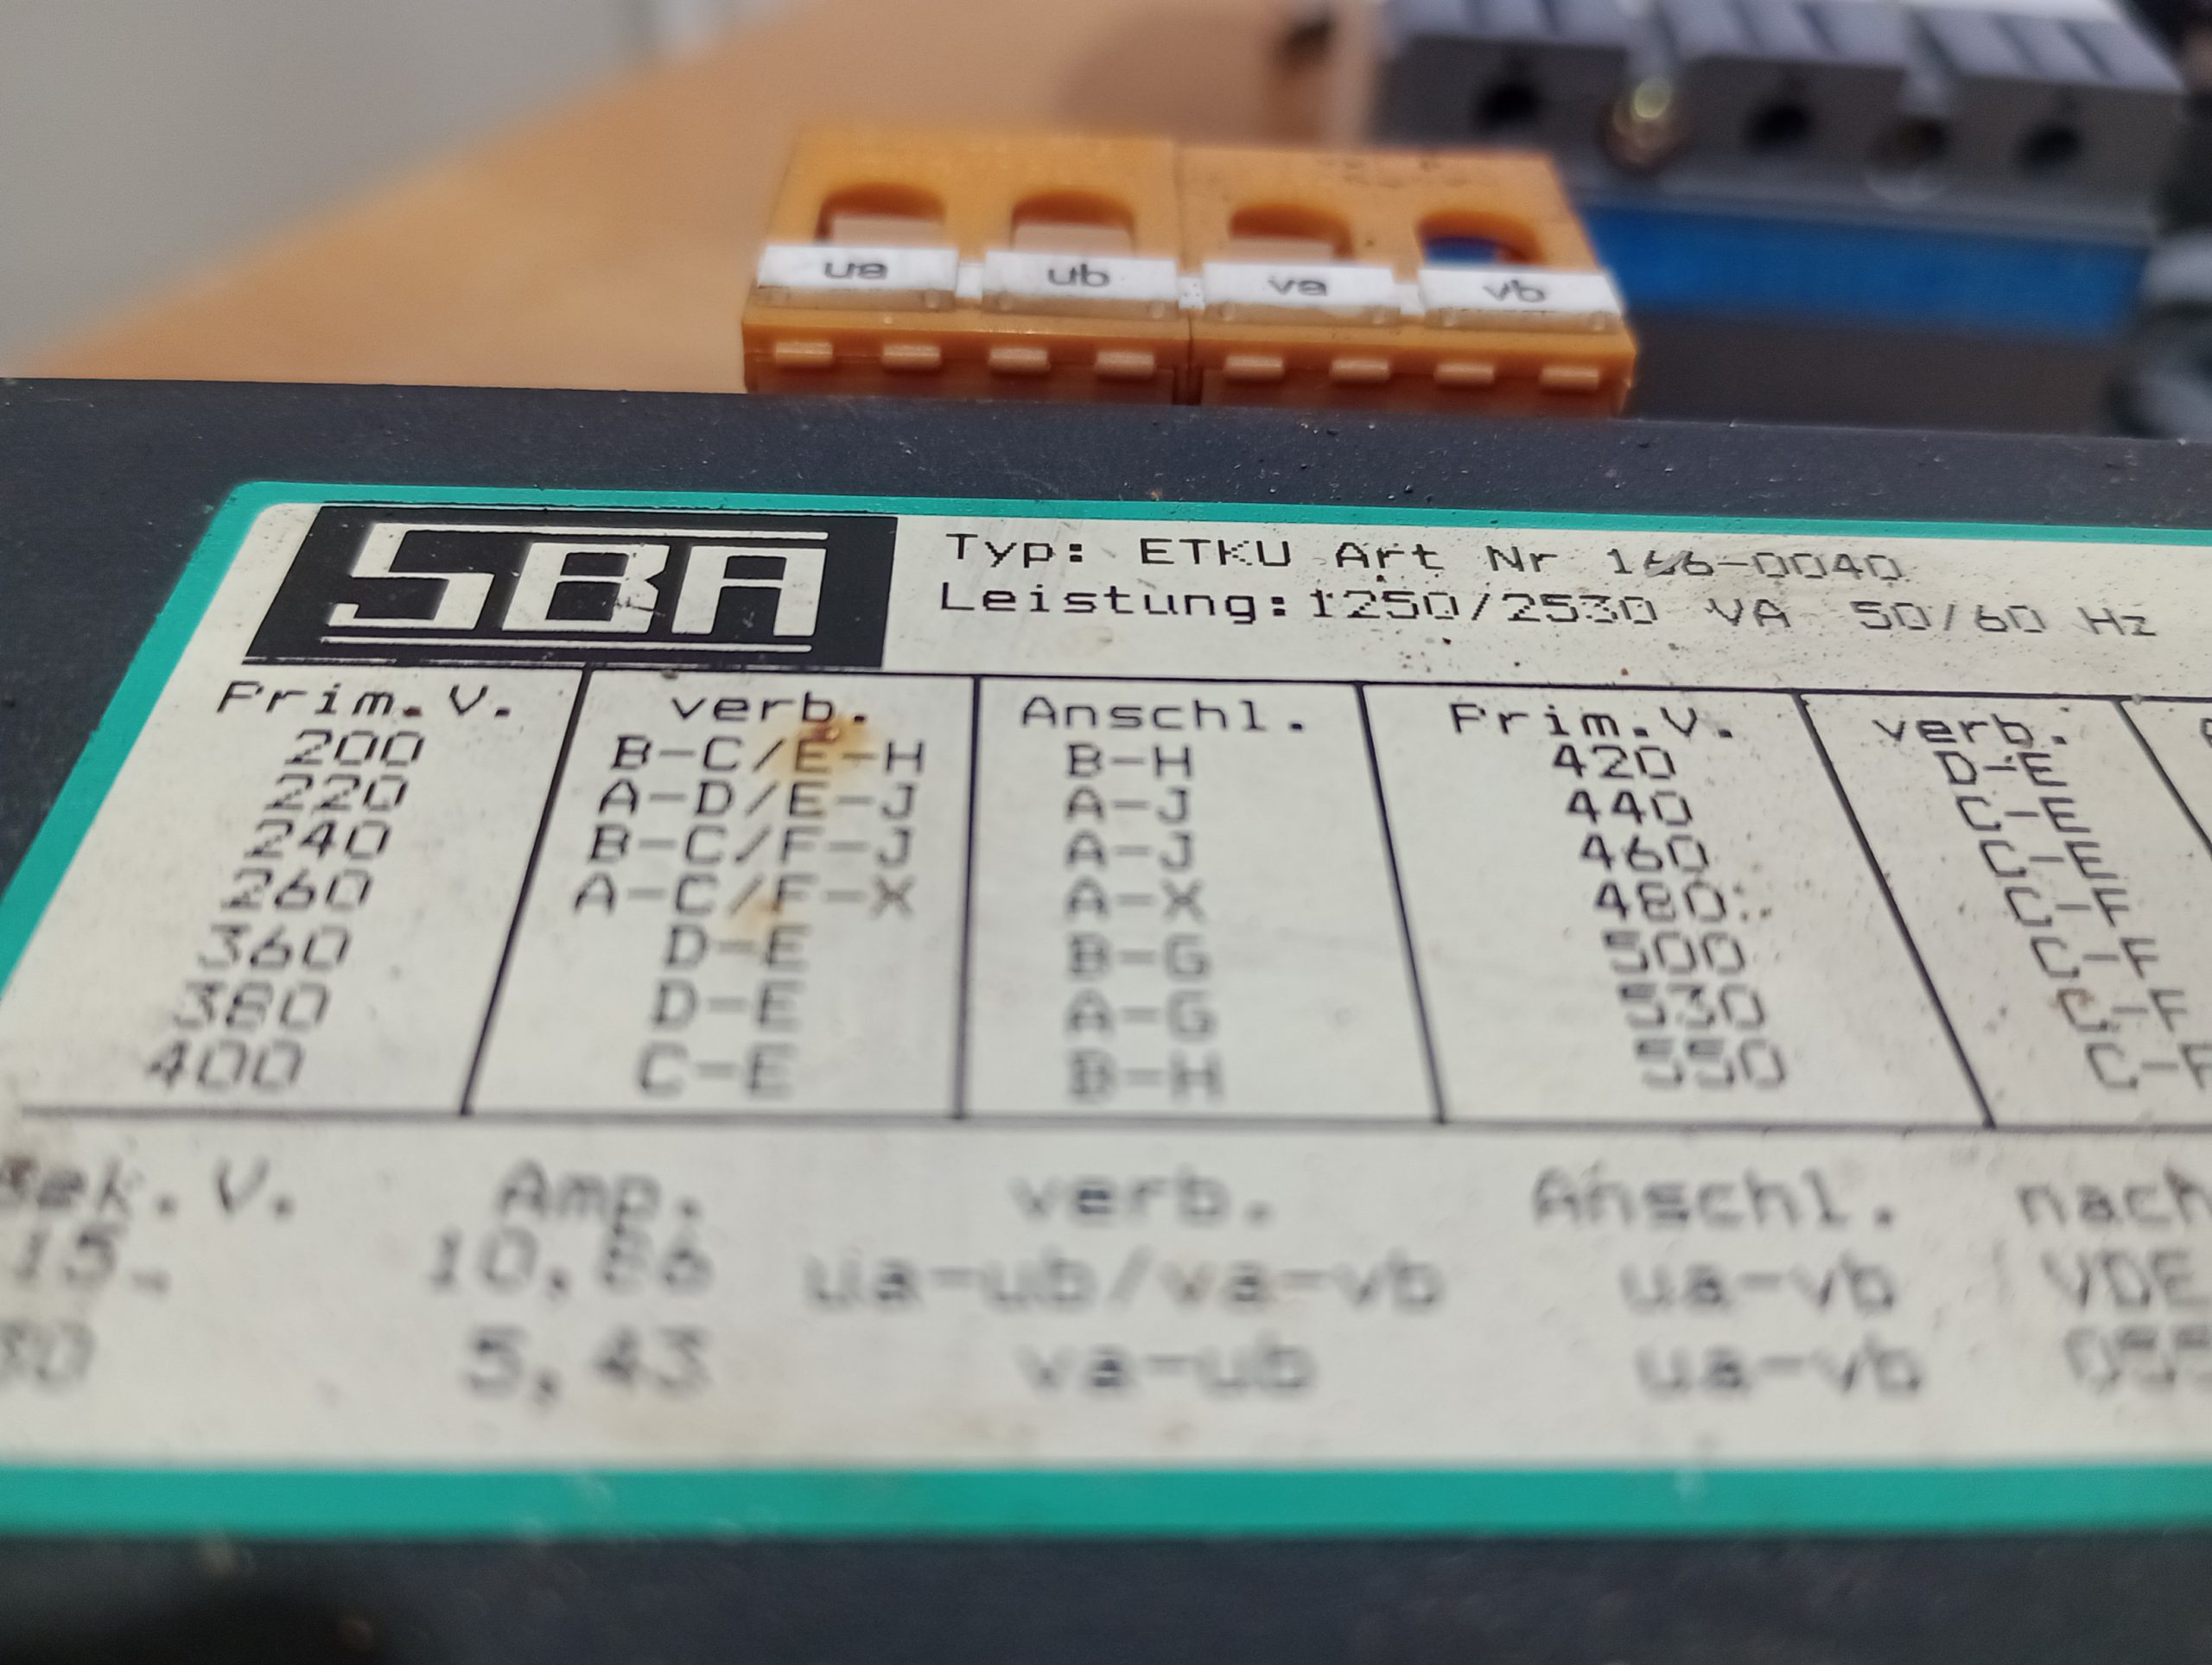 ua ub va vb
SBA
Typ: ETKU Art Nr 166-0040
Leistung:1250/2530 VA 50/60 Hz
Prim.V. verb. Anschl. Prim.V. verb.
200 B-C/E-H B-H 420 D-E
220 A-D/E-J A-J 440 C-E
240 B-C/F-J A-J 460 C-E
260 A-C/F-X A-X 480 C-F
360 D-E B-G 500 C-F
380 D-E A-G 530 C-F
400 C-E B-H 550 C-F
Sek.V. Amp. verb. Anschl. nach
10,86 ua-ub/va-vb ua-vb VDE
5,43 va-ub ua-vb